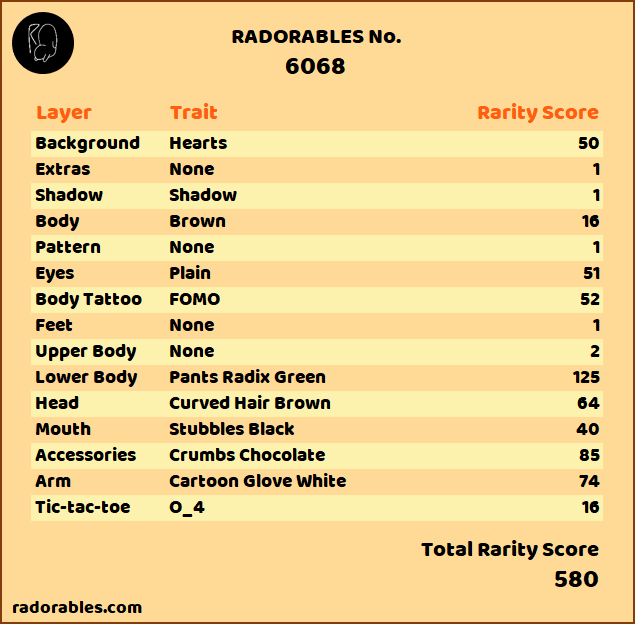 RADORABLES No.
6068
Layer Trait Rarity Score
Background Hearts 50
Extras None 1
Shadow Shadow 1
Body Brown 16
Pattern None 1
Eyes Plain 51
Body Tattoo FOMO 52
Feet None 1
Upper Body None 2
Lower Body Pants Radix Green 125
Head Curved Hair Brown 64
Mouth Stubbles Black 40
Accessories Crumbs Chocolate 85
Arm Cartoon Glove White 74
Tic-tac-toe O_4 16
Total Rarity Score
580
radorables.com